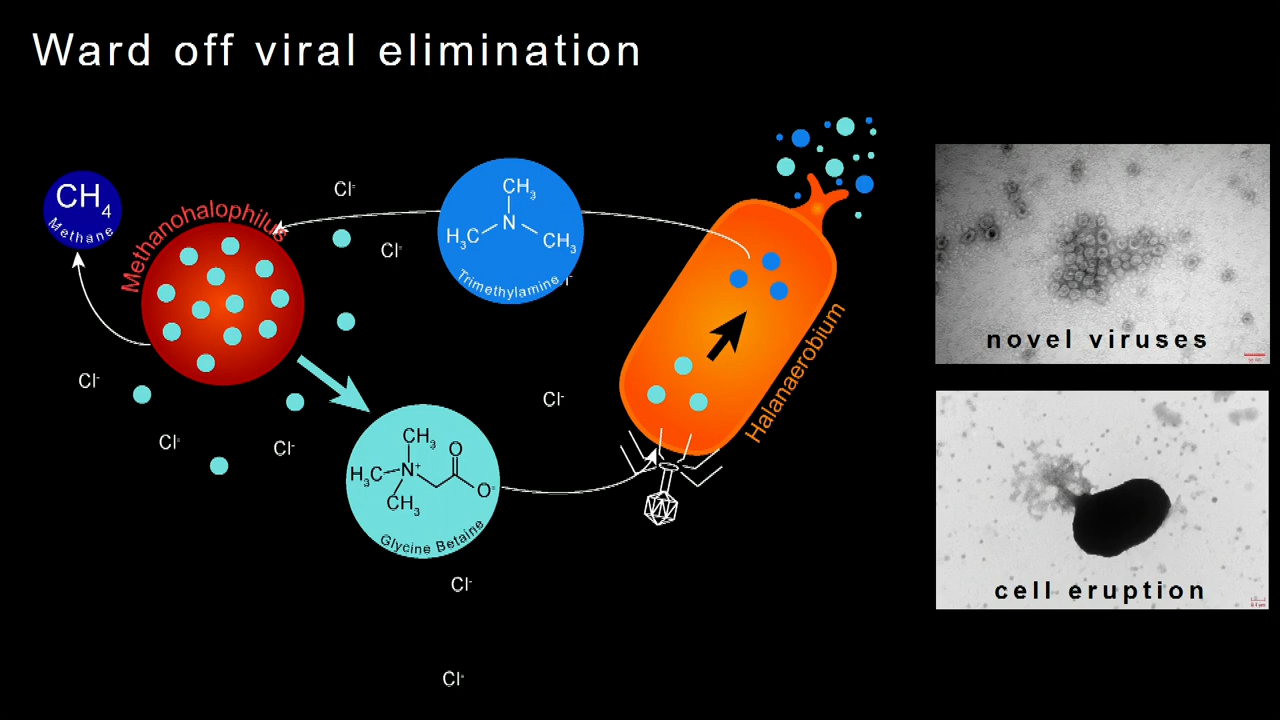 Ward off viral elimination
CH4
Methane
Methanohalophilus
Cl-
Cl-
CH3
N
H3C
CH3
Trimethylamine
Cl-
Cl-
Cl-
Cl-
CH3
H3C
N+
CH3
O
O-
Glycine Betaine
Cl-
Cl-
Halanaerobium
novel viruses
cell eruption